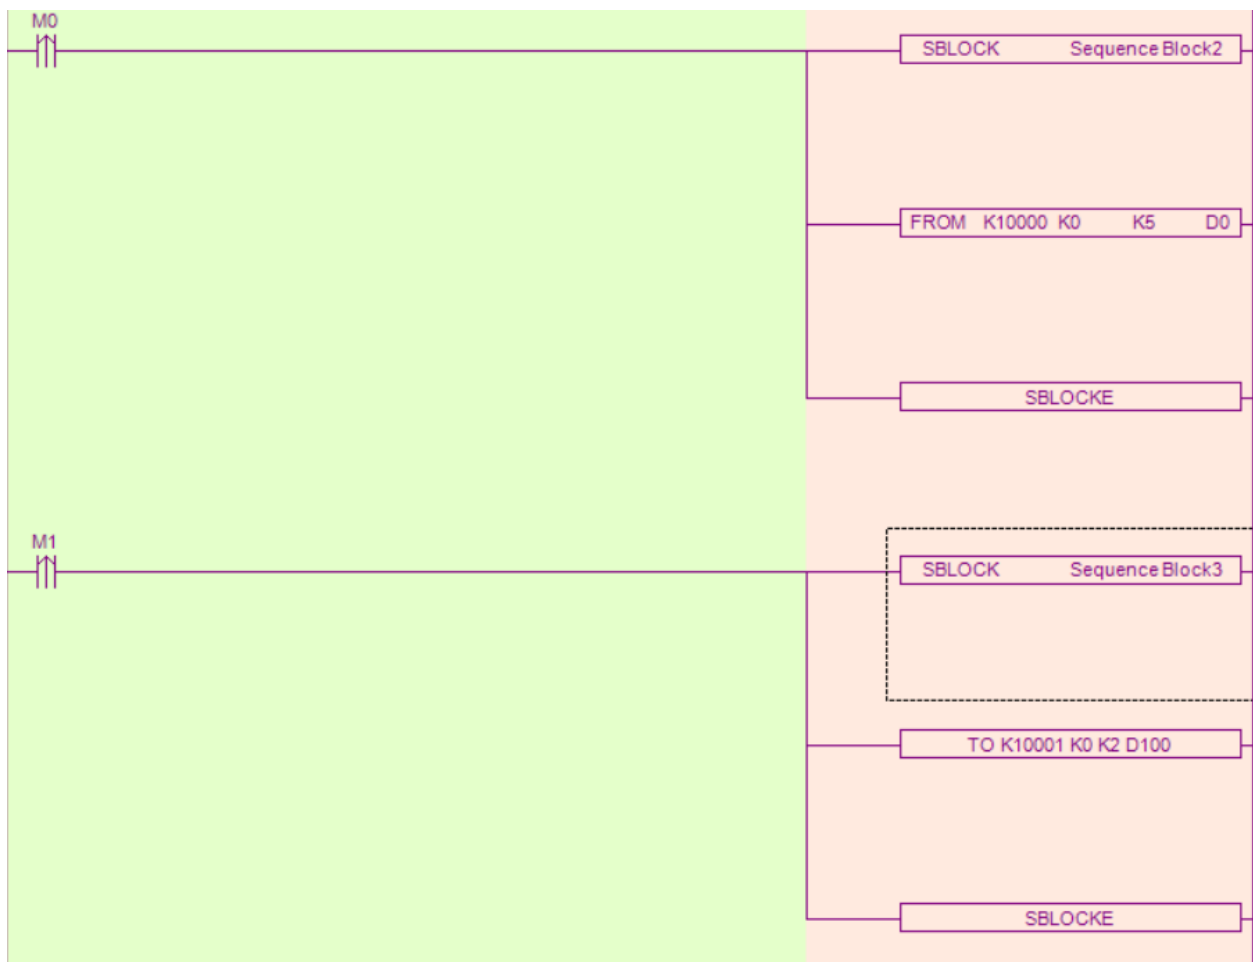 M0
SBLOCK Sequence Block2
FROM K10000 K0 K5 D0
SBLOCKE
M1
SBLOCK Sequence Block3
TO K10001 K0 K2 D100
SBLOCKE